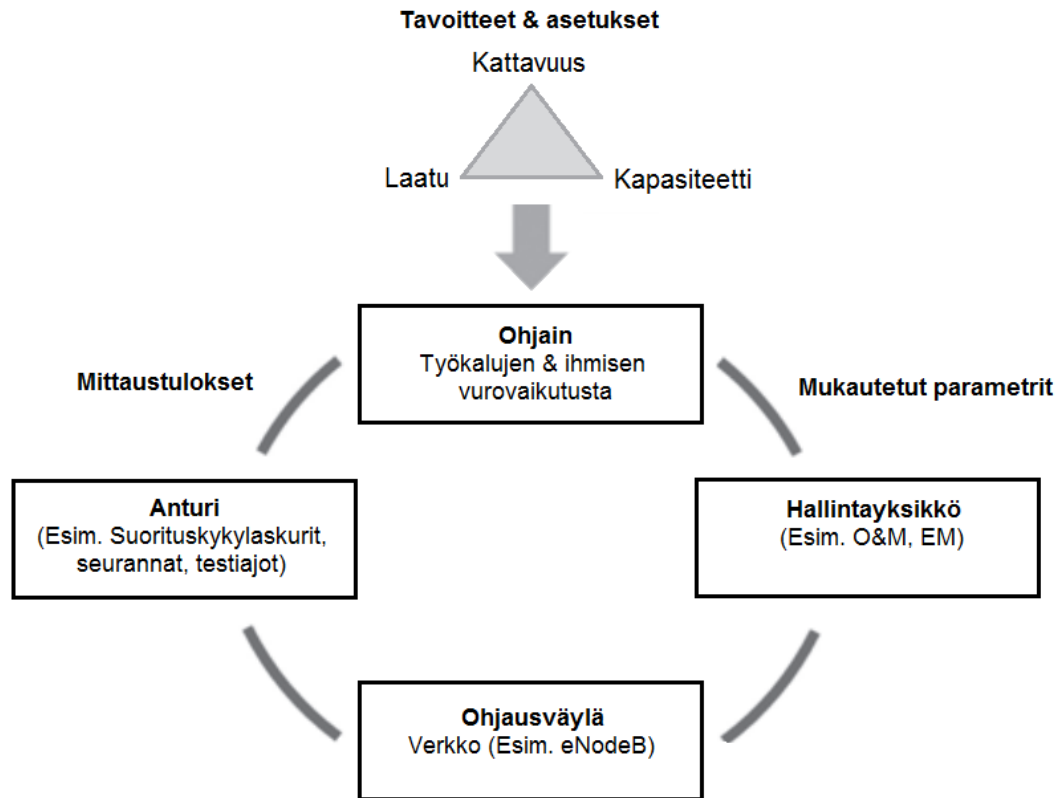 Tavoitteet & asetukset
Kattavuus
Laatu
Kapasiteetti
Ohjain
Työkalujen & ihmisen
vurovaikutusta
Mittaustulokset
Mukautetut parametrit
Anturi
(Esim. Suorituskykylaskurit,
seurannat, testiajot)
Hallintayksikkö
(Esim. O&M, EM)
Ohjausväylä
Verkko (Esim. eNodeB)